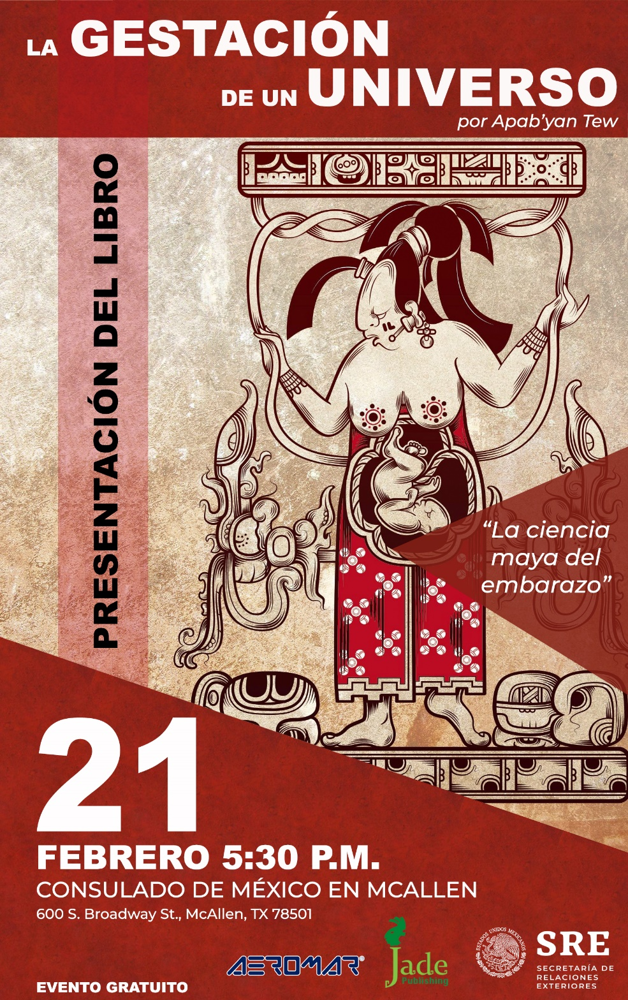 LA GESTACIÓN
DE UN UNIVERSO
por Apab'yan Tew
PRESENTACIÓN DEL LIBRO
“La ciencia
maya del
embarazo”
21
FEBRERO 5:30 P.M.
CONSULADO DE MÉXICO EN MCALLEN
600 S. Broadway St., McAllen, TX 78501
EVENTO GRATUITO
AEROMAR®
Jade
Publishing
ESTADOS UNIDOS MEXICANOS
SRE
SECRETARÍA DE
RELACIONES
EXTERIORES